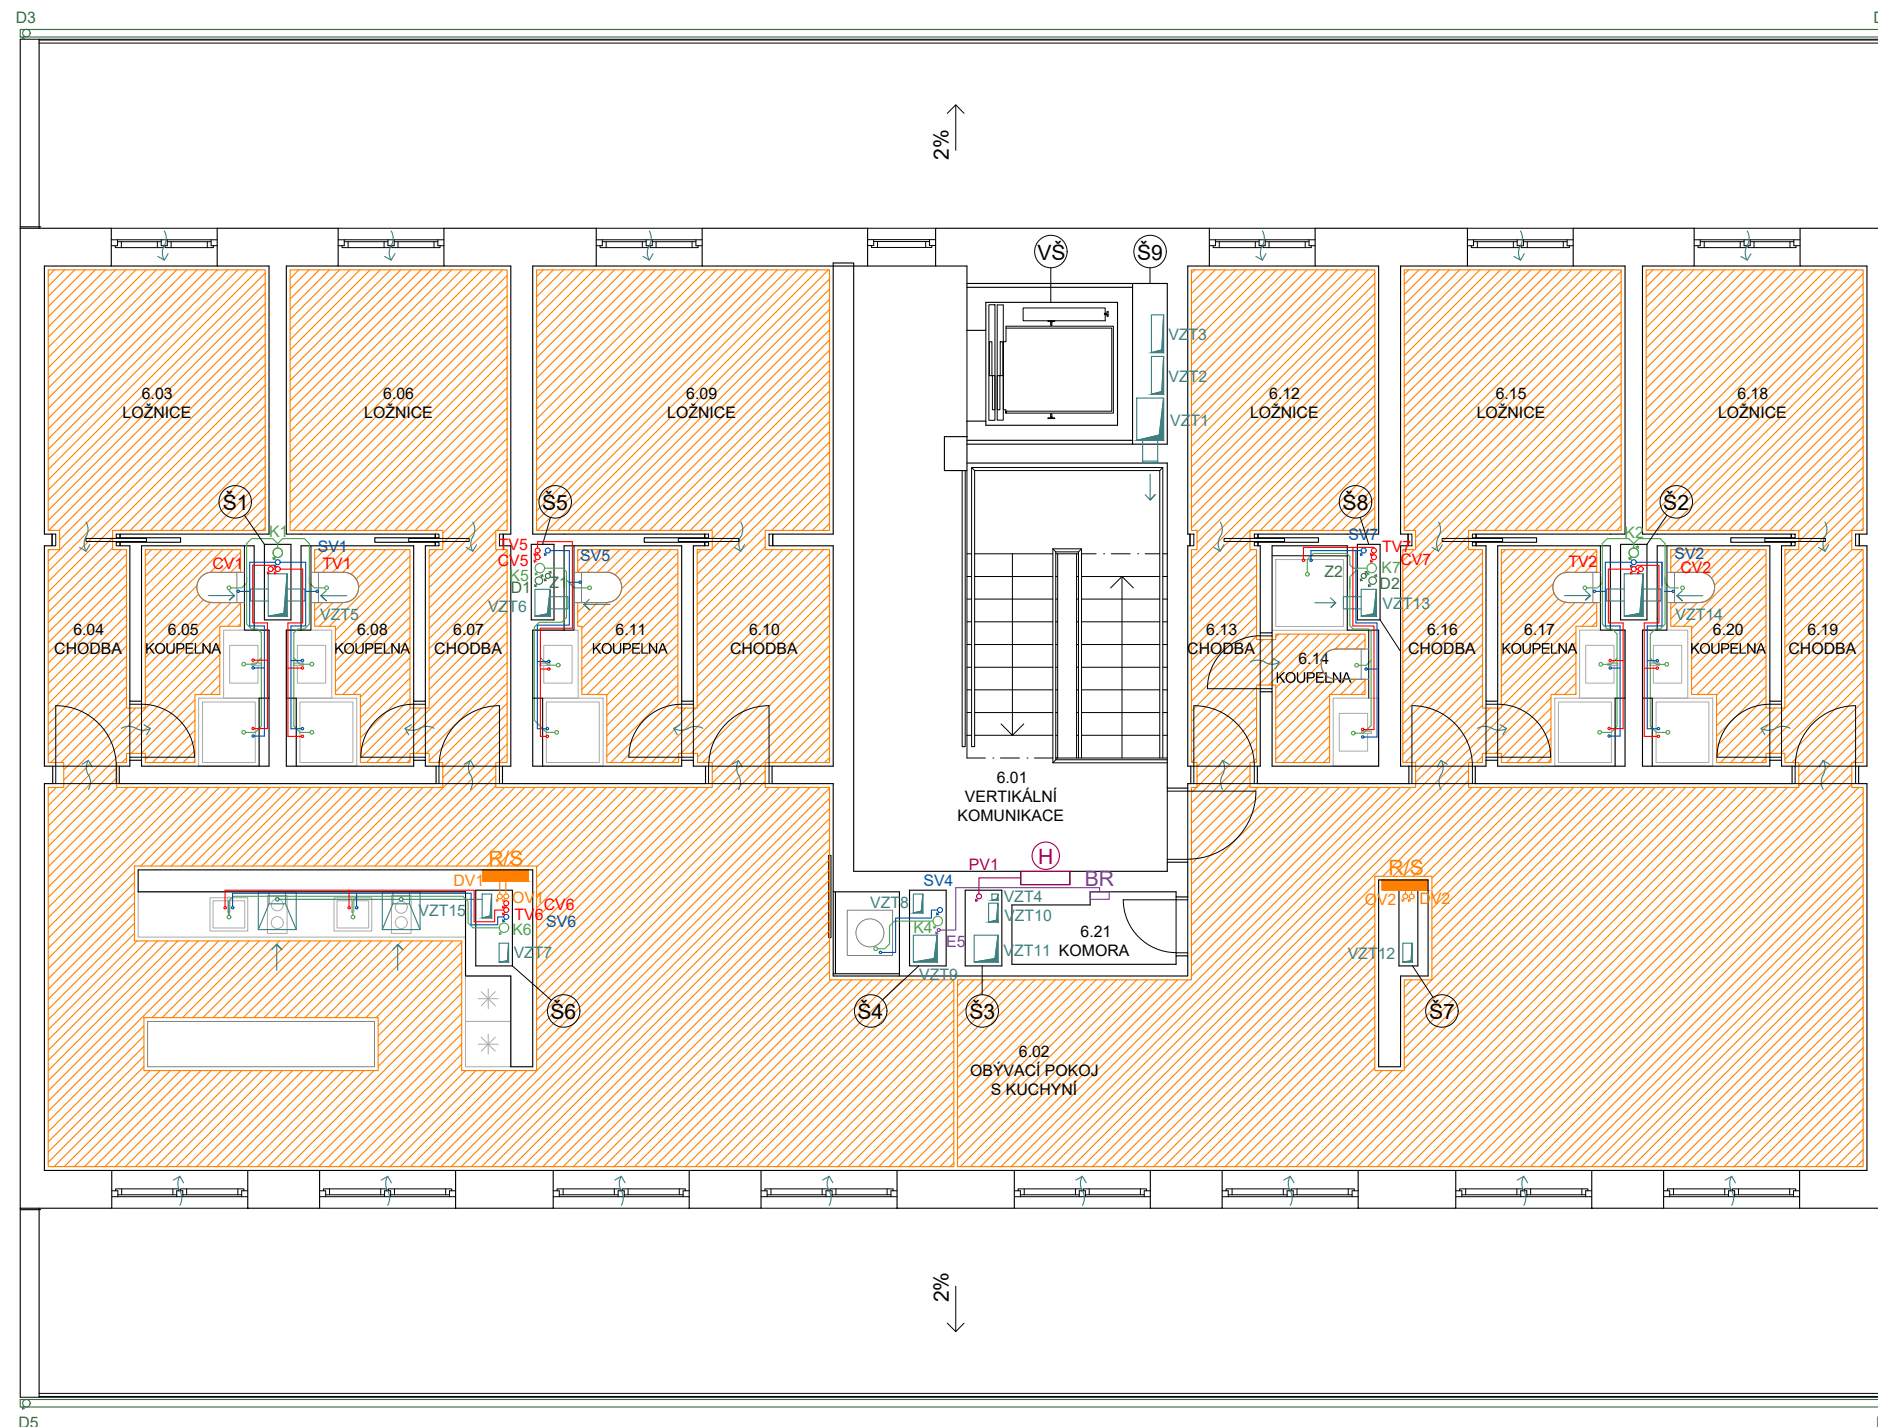 D3
D
2%
VŠ
Š9
VZT3
VZT2
VZT1
6.03
LOŽNICE
6.06
LOŽNICE
6.09
LOŽNICE
6.12
LOŽNICE
6.15
LOŽNICE
6.18
LOŽNICE
Š1
Š5
Š8
Š2
K1
SV1
CV1
TV1
VZT5
TV5
CV5
SV5
K5
D1
Z1
VZT6
SV7
TV7
CV7
Z2
K7
D2
VZT13
K2
SV2
TV2
CV2
VZT14
6.04
CHODBA
6.05
KOUPELNA
6.08
KOUPELNA
6.07
CHODBA
6.11
KOUPELNA
6.10
CHODBA
6.13
CHODBA
6.14
KOUPELNA
6.16
CHODBA
6.17
KOUPELNA
6.20
KOUPELNA
6.19
CHODBA
6.01
VERTIKÁLNÍ
KOMUNIKACE
R/S
DV1
OV1
CV6
TV6
SV6
K6
VZT15
VZT7
PV1
H
BR
SV4
VZT8
K4
E5
VZT9
VZT4
VZT10
VZT11
6.21
KOMORA
R/S
OV2
DV2
VZT12
Š6
Š4
Š3
Š7
6.02
OBÝVACÍ POKOJ
S KUCHYNÍ
2%
D5